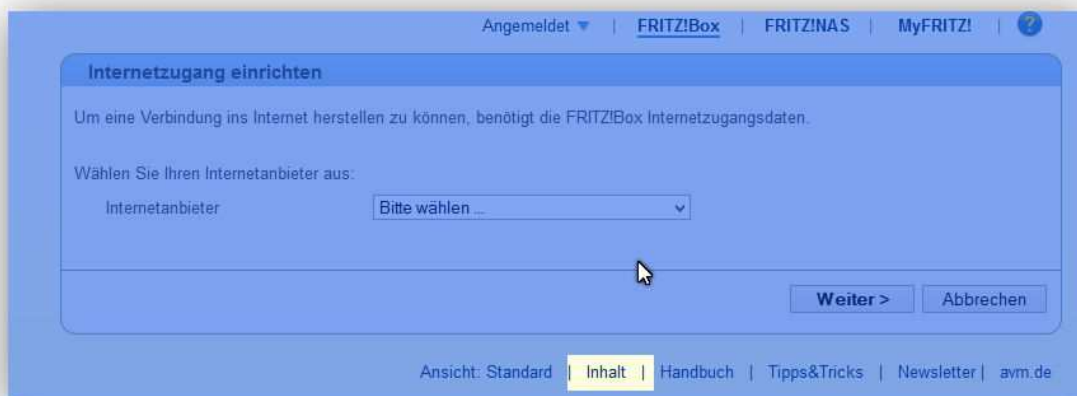 Angemeldet ▼ | FRITZ!Box | FRITZ!NAS | MyFRITZ! | ?
Internetzugang einrichten
Um eine Verbindung ins Internet herstellen zu können, benötigt die FRITZ!Box Internetzugangsdaten.
Wählen Sie Ihren Internetanbieter aus:
Internetanbieter Bitte wählen ...
Weiter > Abbrechen
Ansicht: Standard | Inhalt | Handbuch | Tipps&Tricks | Newsletter | avm.de